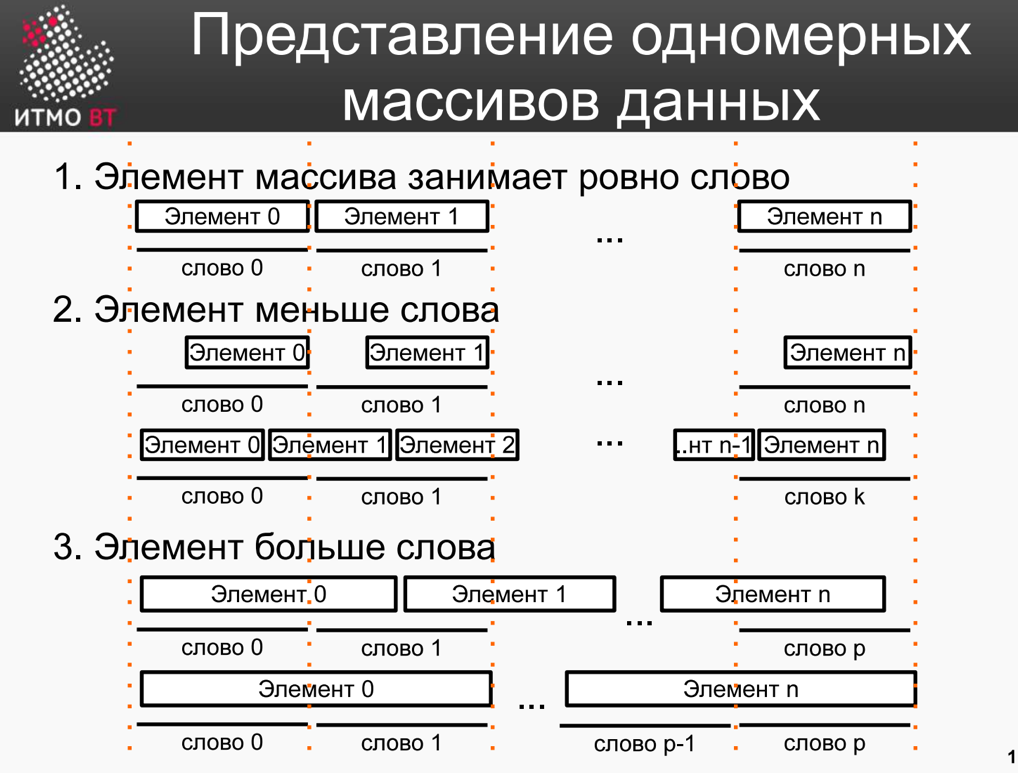 Представление одномерных
массивов данных
ИТМО ВТ
1. Элемент массива занимает ровно слово
Элемент 0 Элемент 1 ... Элемент n
слово 0 слово 1 слово n
2. Элемент меньше слова
Элемент 0 Элемент 1 ... Элемент n
слово 0 слово 1 слово n
Элемент 0 Элемент 1 Элемент 2 ... ..нт n-1 Элемент n
слово 0 слово 1 слово k
3. Элемент больше слова
Элемент 0 Элемент 1 ... Элемент n
слово 0 слово 1 слово p
Элемент 0 ... Элемент n
слово 0 слово 1 слово p-1 слово p
1